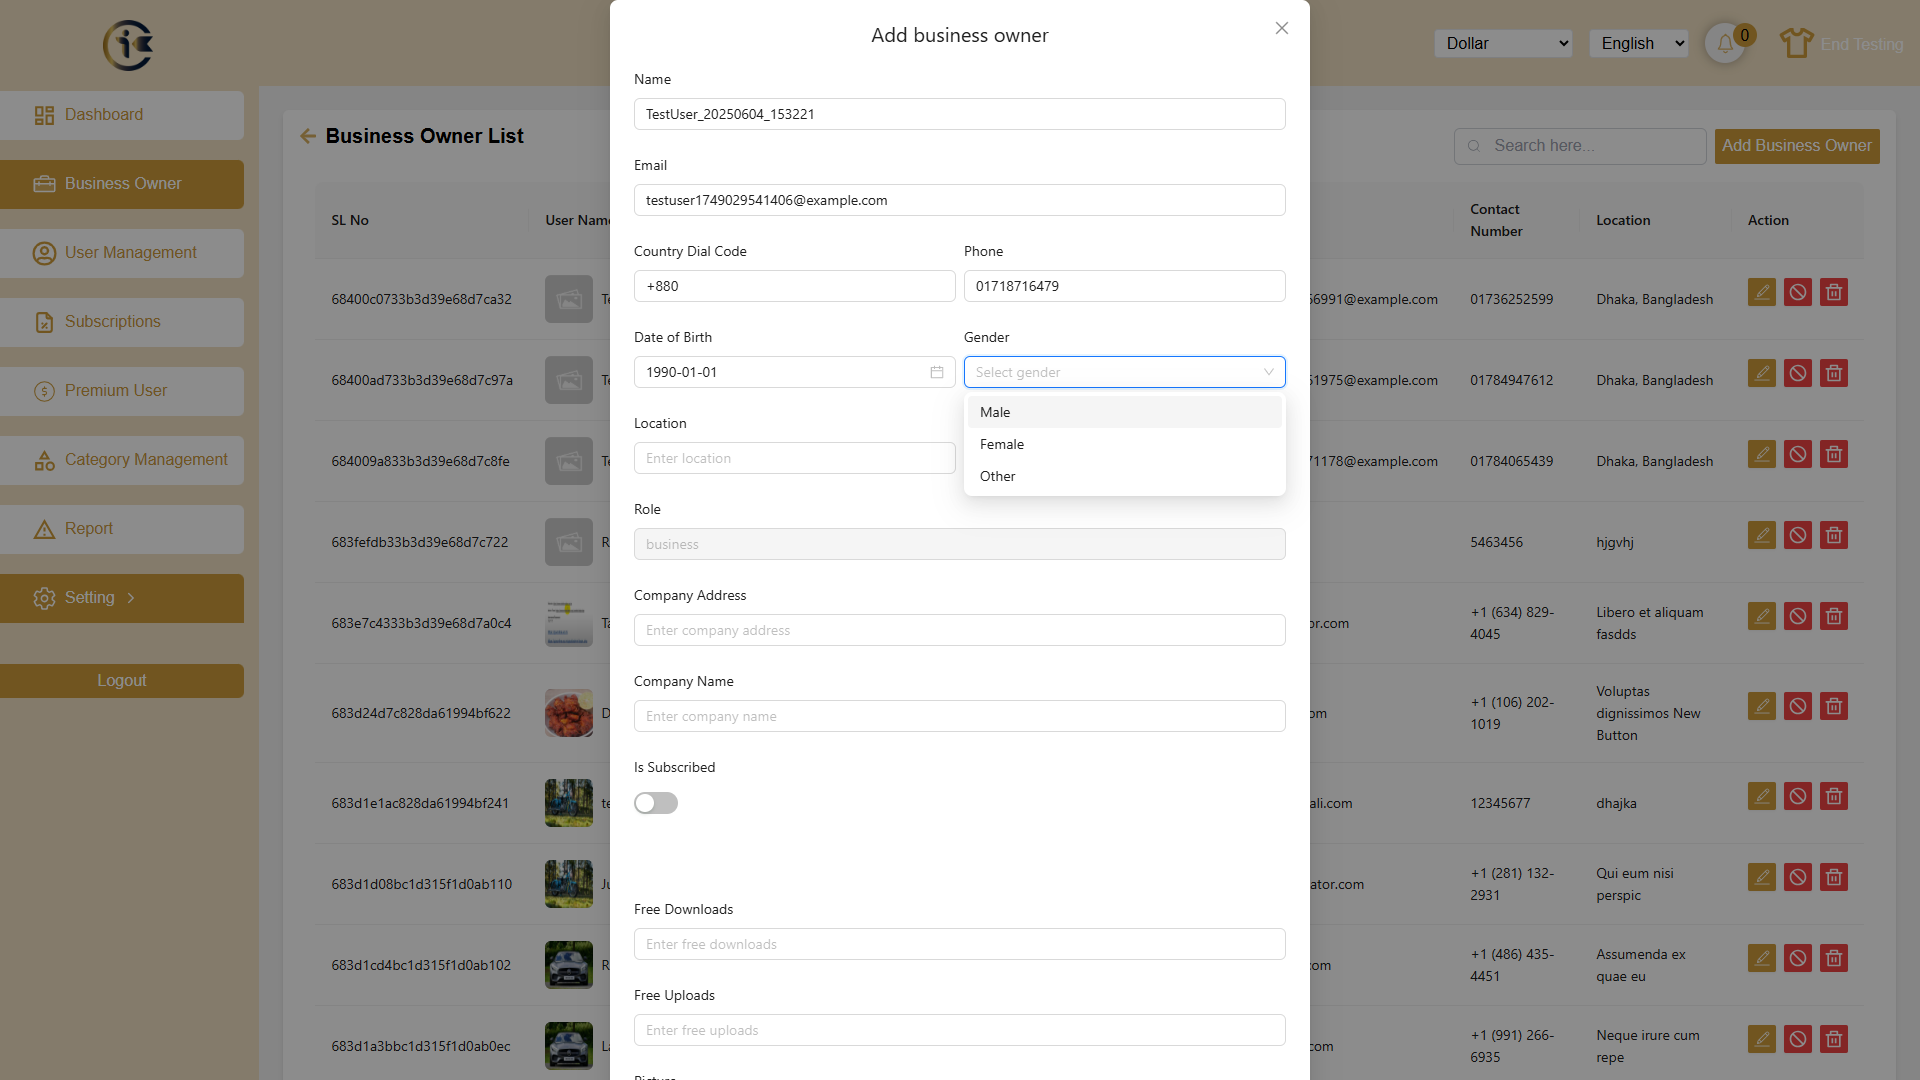 Add business owner
Dollar
English
0
End Testing
Dashboard
Business Owner
User Management
Subscriptions
Premium User
Category Management
Report
Setting
Logout
Business Owner List
Search here...
Add Business Owner
Name
TestUser_20250604_153221
Email
testuser1749029541406@example.com
Country Dial Code
Phone
+880
01718716479
Date of Birth
Gender
1990-01-01
Select gender
Male
Female
Other
Location
Enter location
Role
business
Company Address
Enter company address
Company Name
Enter company name
Is Subscribed
Free Downloads
Enter free downloads
Free Uploads
Enter free uploads
SL No
User Name
Contact Number
Location
Action
68400c0733b3d39e68d7ca32
6991@example.com
01736252599
Dhaka, Bangladesh
68400ad733b3d39e68d7c97a
1975@example.com
01784947612
Dhaka, Bangladesh
684009a833b3d39e68d7c8fe
71178@example.com
01784065439
Dhaka, Bangladesh
683fefdb33b3d39e68d7c722
R
5463456
hjgvhj
683e7c4333b3d39e68d7a0c4
Ta
or.com
+1 (634) 829-4045
Libero et aliquam fasdds
683d24d7c828da61994bf622
D
om
+1 (106) 202-1019
Voluptas dignissimos New Button
683d1e1ac828da61994bf241
te
ali.com
12345677
dhajka
683d1d08bc1d315f1d0ab110
Ju
ator.com
+1 (281) 132-2931
Qui eum nisi perspic
683d1cd4bc1d315f1d0ab102
R
om
+1 (486) 435-4451
Assumenda ex quae eu
683d1a3bbc1d315f1d0ab0ec
La
.com
+1 (991) 266-6935
Neque irure cum repe